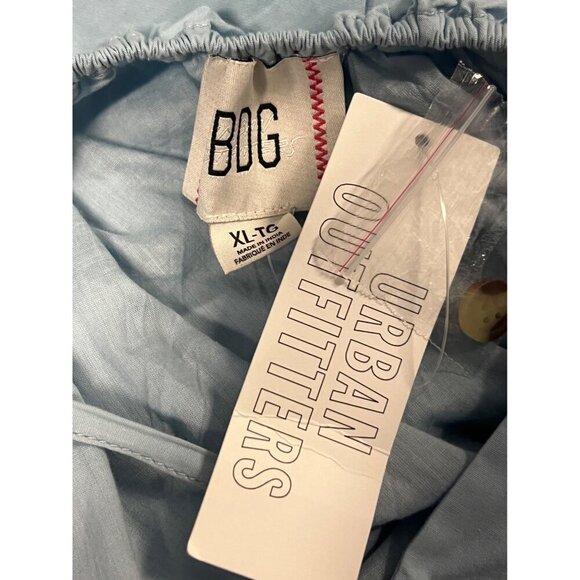 BDG
XL-TG
MADE IN INDIA
FABRIQUÉ EN INDE
URBAN
OUTFITTERS